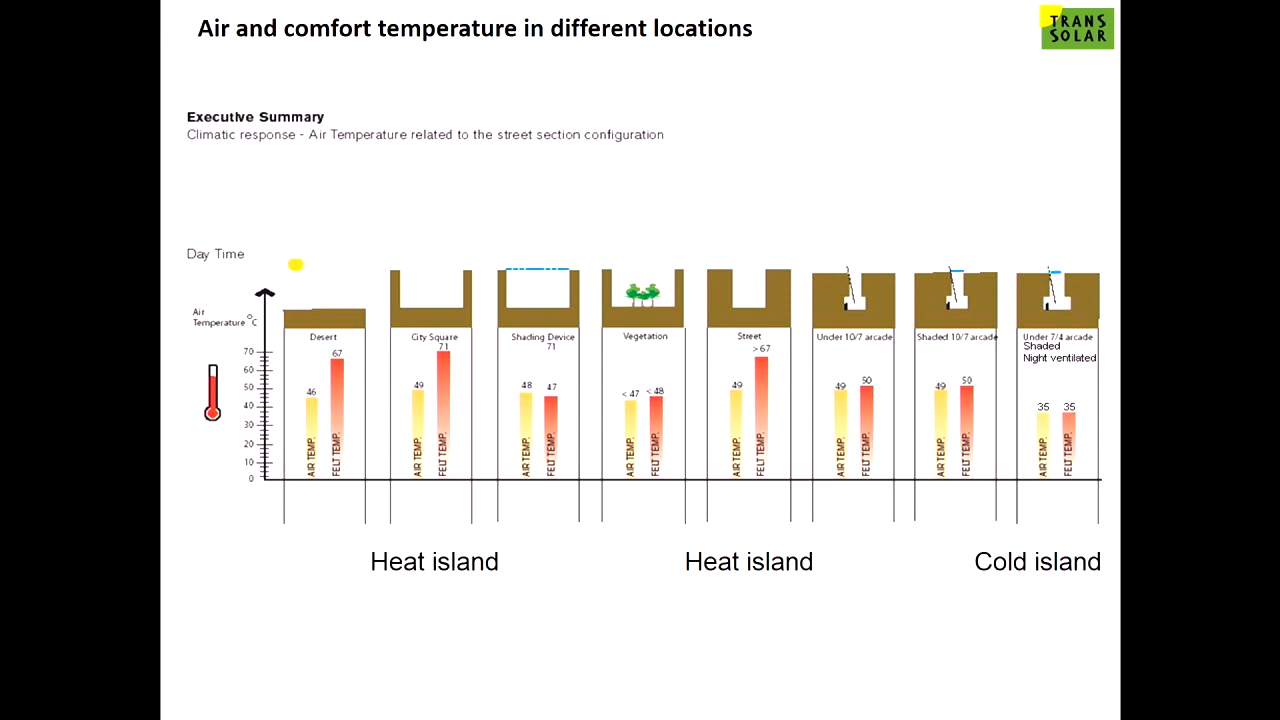 Air and comfort temperature in different locations
TRANS
SOLAR
Executive Summary
Climatic response - Air Temperature related to the street section configuration
Day Time
Air
Temperature °C
Desert
City Square
Shading Device
Vegetation
Street
Under 10/7 arcade
Shaded 10/7 arcade
Under 7/4 arcade
Shaded
Night ventilated
70
60
50
40
30
20
10
0
46
67
49
71
48
47
71
< 47
< 48
49
> 67
49
50
49
50
35
35
AIR TEMP.
FELT TEMP.
AIR TEMP.
FELT TEMP.
AIR TEMP.
FELT TEMP.
AIR TEMP.
FELT TEMP.
AIR TEMP.
FELT TEMP.
AIR TEMP.
FELT TEMP.
AIR TEMP.
FELT TEMP.
AIR TEMP.
FELT TEMP.
Heat island
Heat island
Cold island